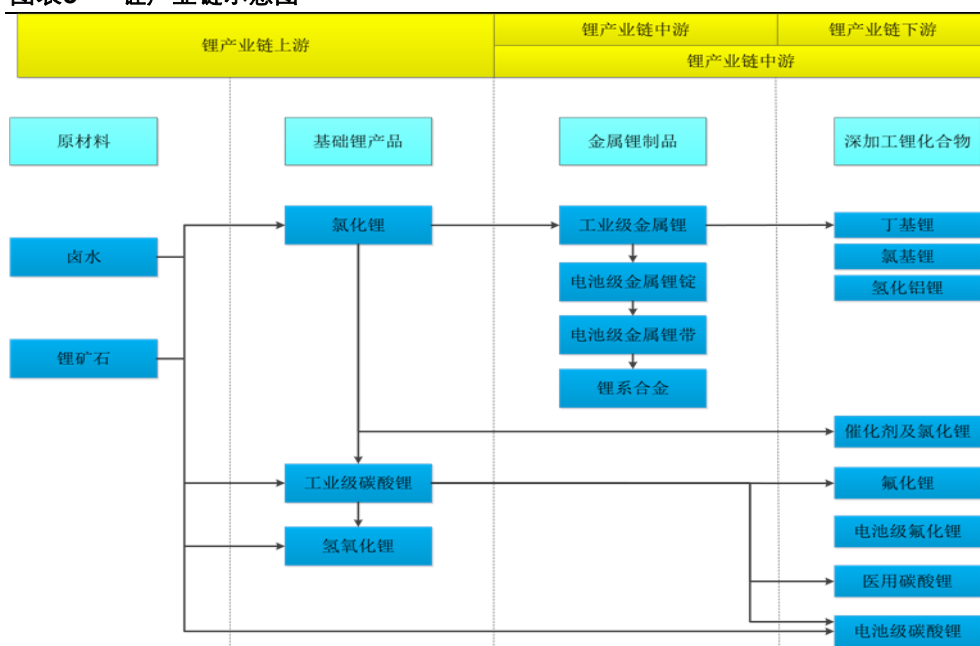 锂产业链上游
锂产业链中游
锂产业链下游
锂产业链中游
原材料
基础锂产品
金属锂制品
深加工锂化合物
卤水
锂矿石
氯化锂
工业级碳酸锂
氢氧化锂
工业级金属锂
电池级金属锂锭
电池级金属锂带
锂系合金
丁基锂
氯基锂
氢化铝锂
催化剂及氯化锂
氟化锂
电池级氟化锂
医用碳酸锂
电池级碳酸锂